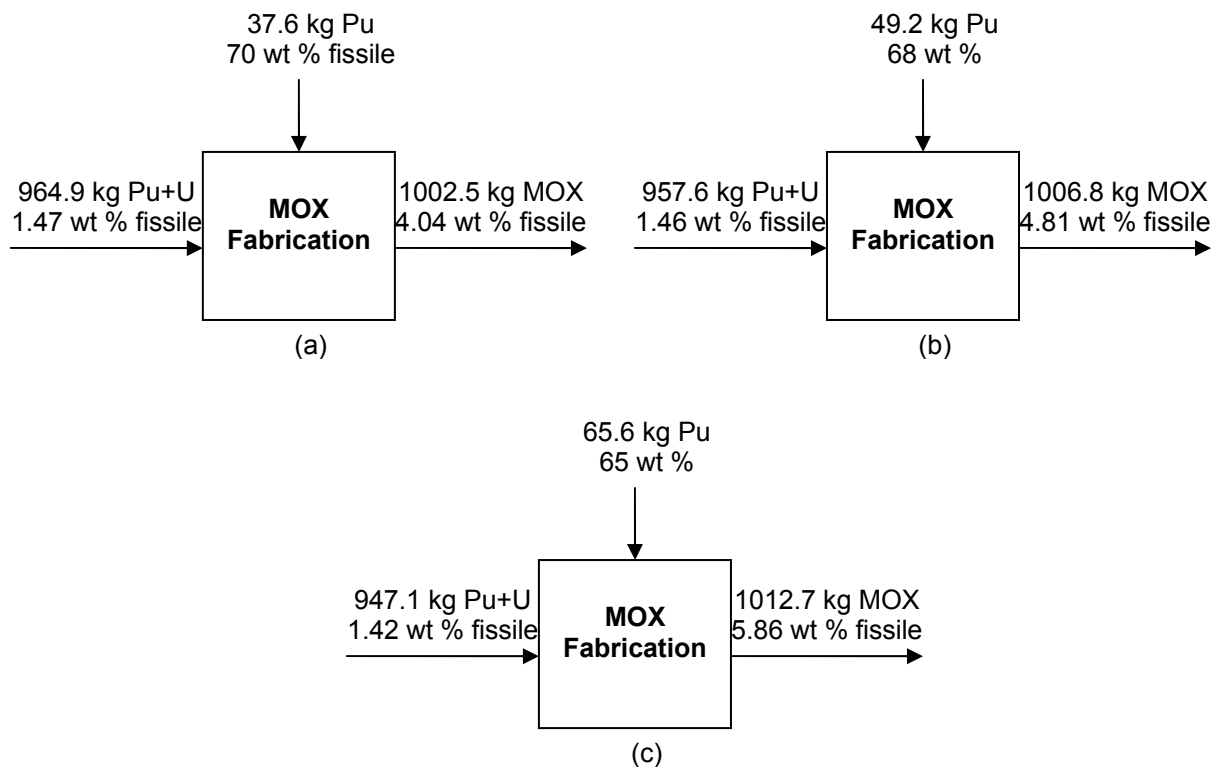 37.6 kg Pu
70 wt % fissile
964.9 kg Pu+U
1.47 wt % fissile
MOX
Fabrication
1002.5 kg MOX
4.04 wt % fissile
(a)
49.2 kg Pu
68 wt %
957.6 kg Pu+U
1.46 wt % fissile
MOX
Fabrication
1006.8 kg MOX
4.81 wt % fissile
(b)
65.6 kg Pu
65 wt %
947.1 kg Pu+U
1.42 wt % fissile
MOX
Fabrication
1012.7 kg MOX
5.86 wt % fissile
(c)